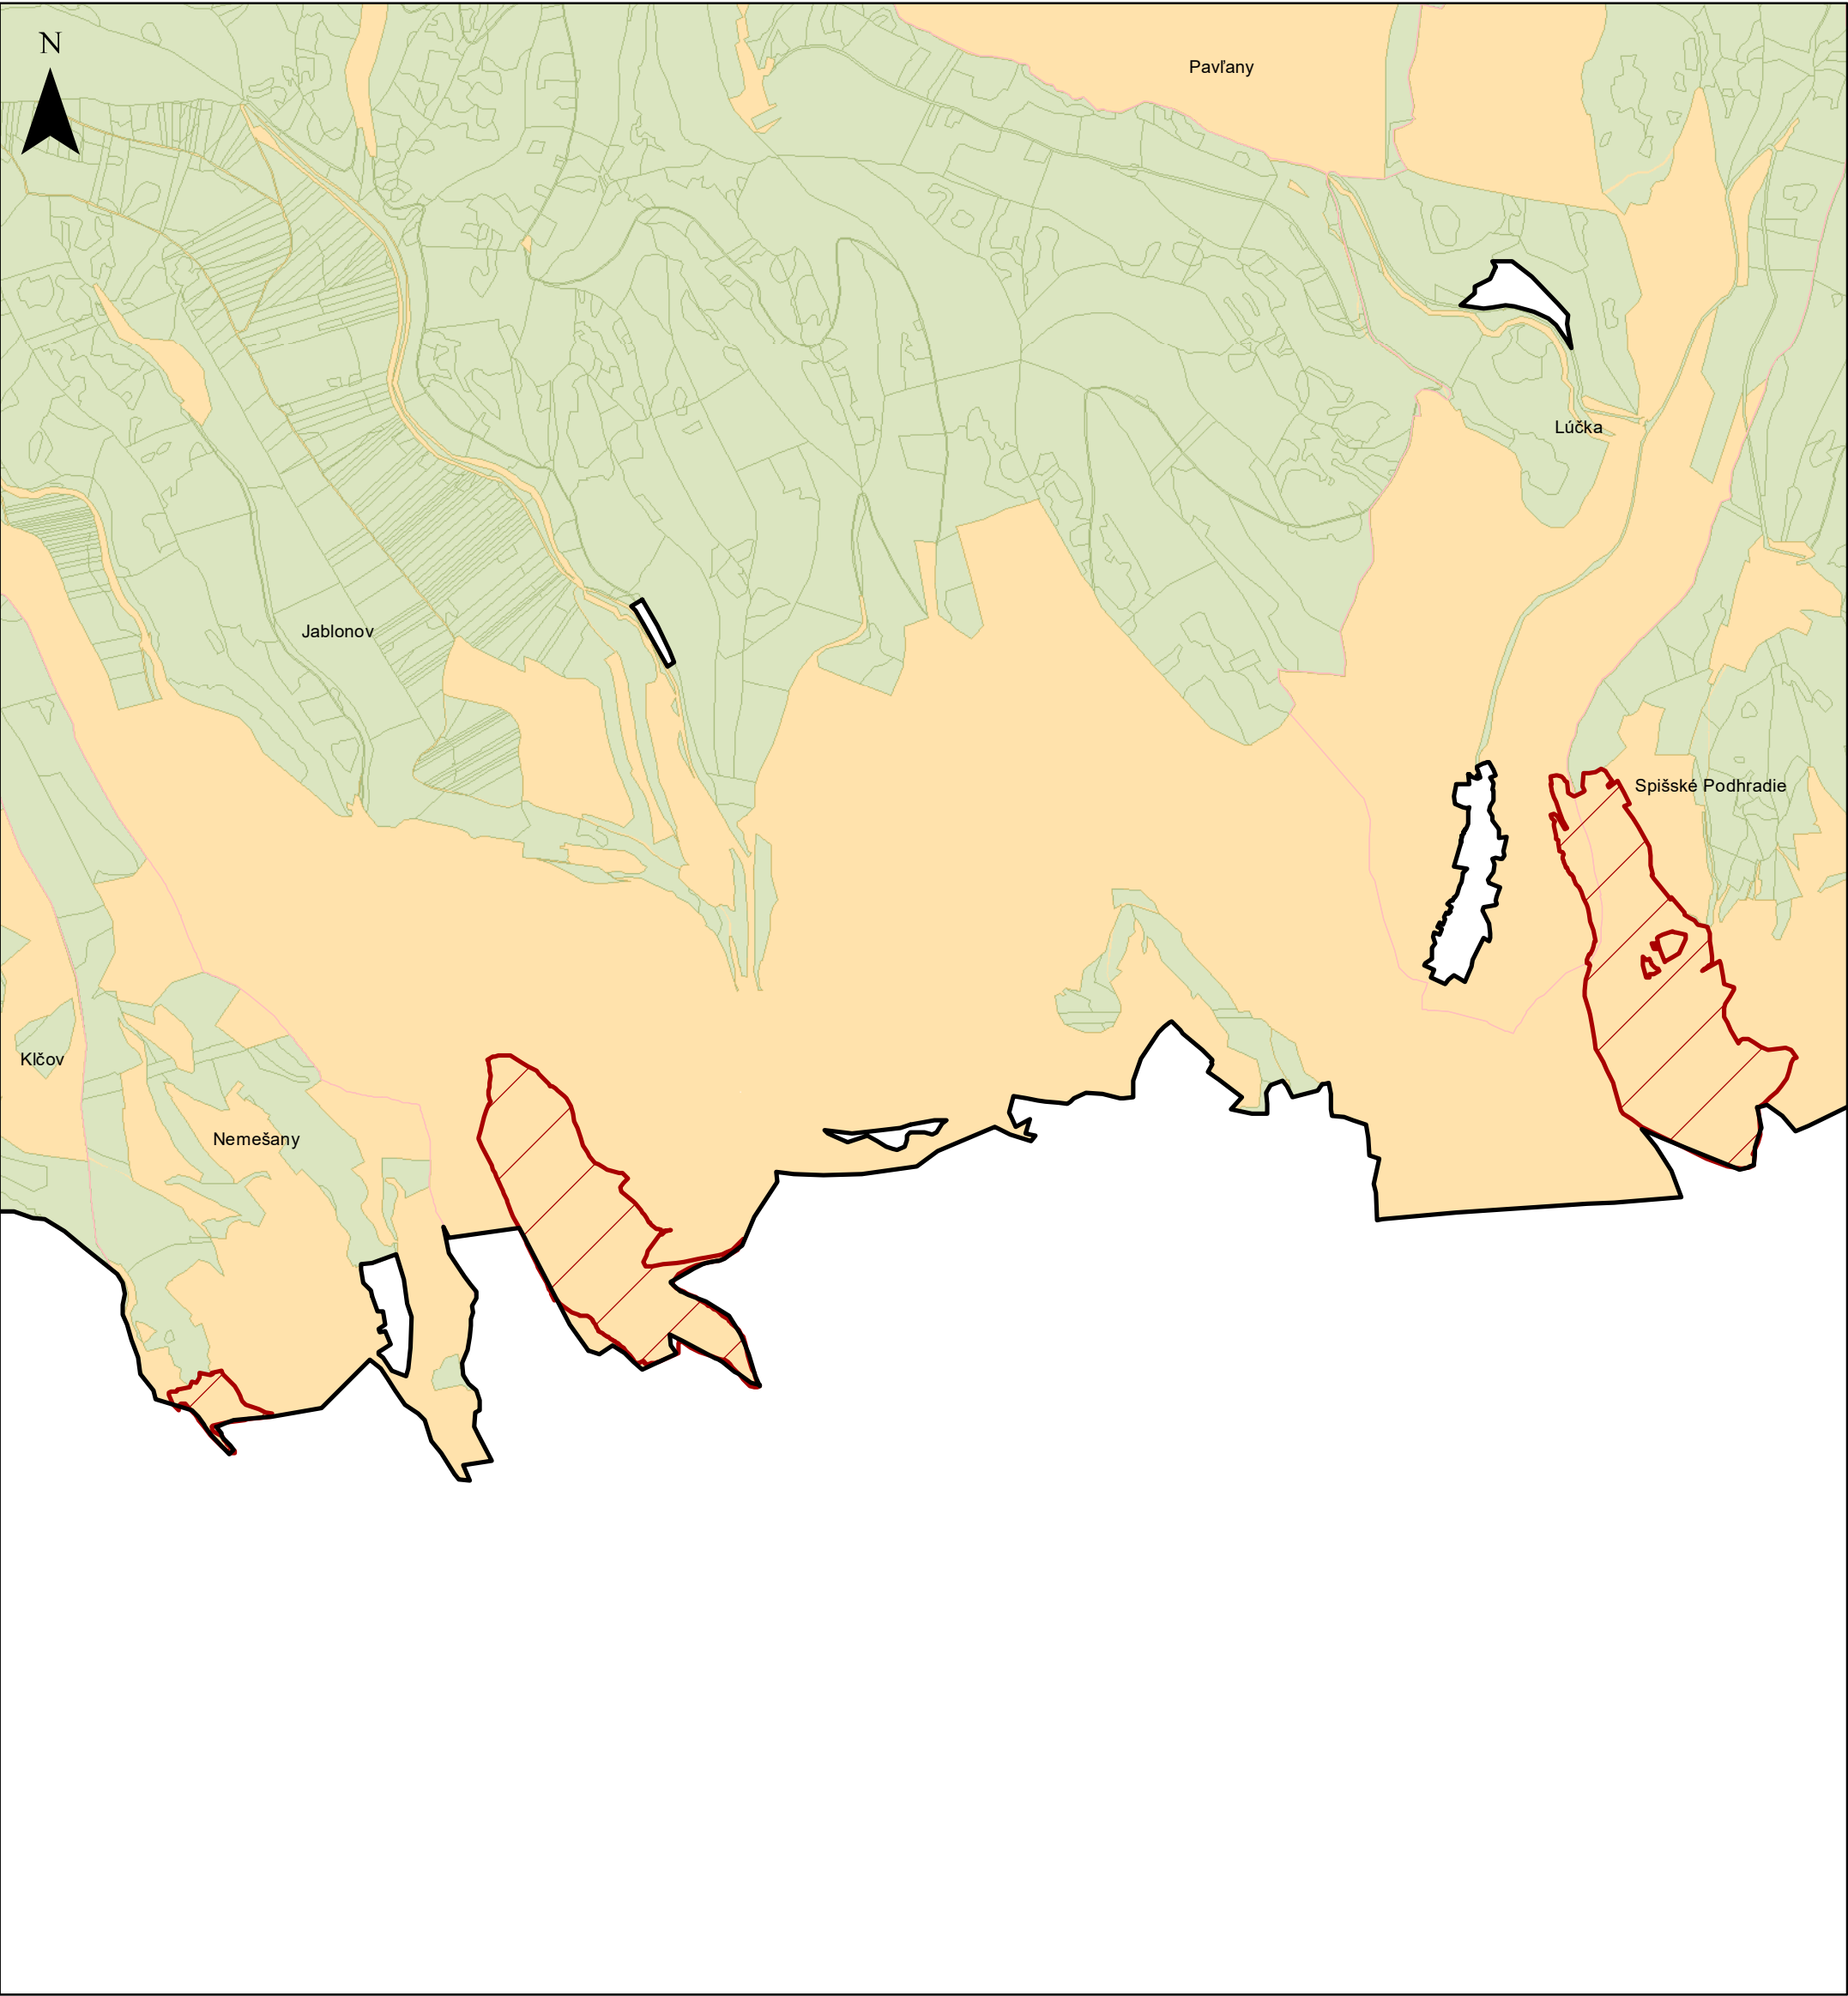 N
Pavľany
Lúčka
Jablonov
Spišské Podhradie
Klčov
Nemešany